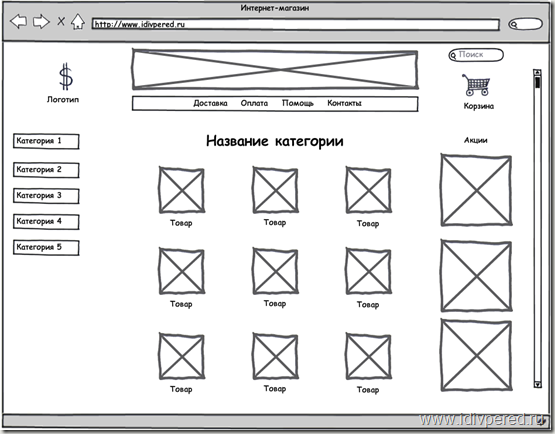 Интернет-магазин
http://www.idivpered.ru
Поиск
Логотип
Корзина
Доставка Оплата Помощь Контакты
Название категории
Акции
Категория 1
Категория 2
Категория 3
Категория 4
Категория 5
Товар Товар Товар
Товар Товар Товар
Товар Товар Товар
www.idivpered.ru